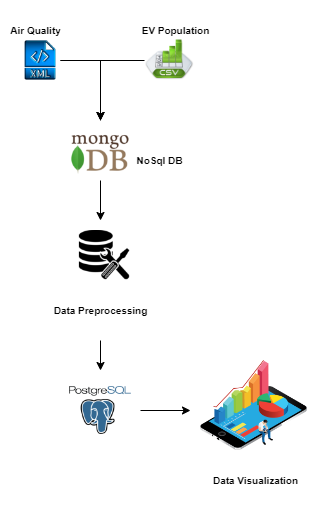 Air Quality
EV Population
</>
XML
CSV
mongo
DB
NoSql DB
Data Preprocessing
PostgreSQL
Data Visualization